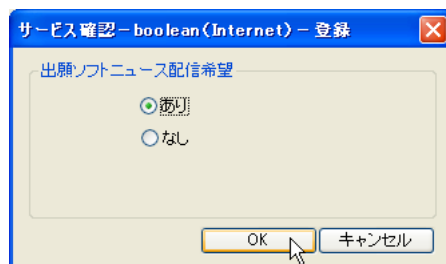 サービス確認－boolean(Internet)－登録
出願ソフトニュース配信希望
あり
なし
OK
キャンセル